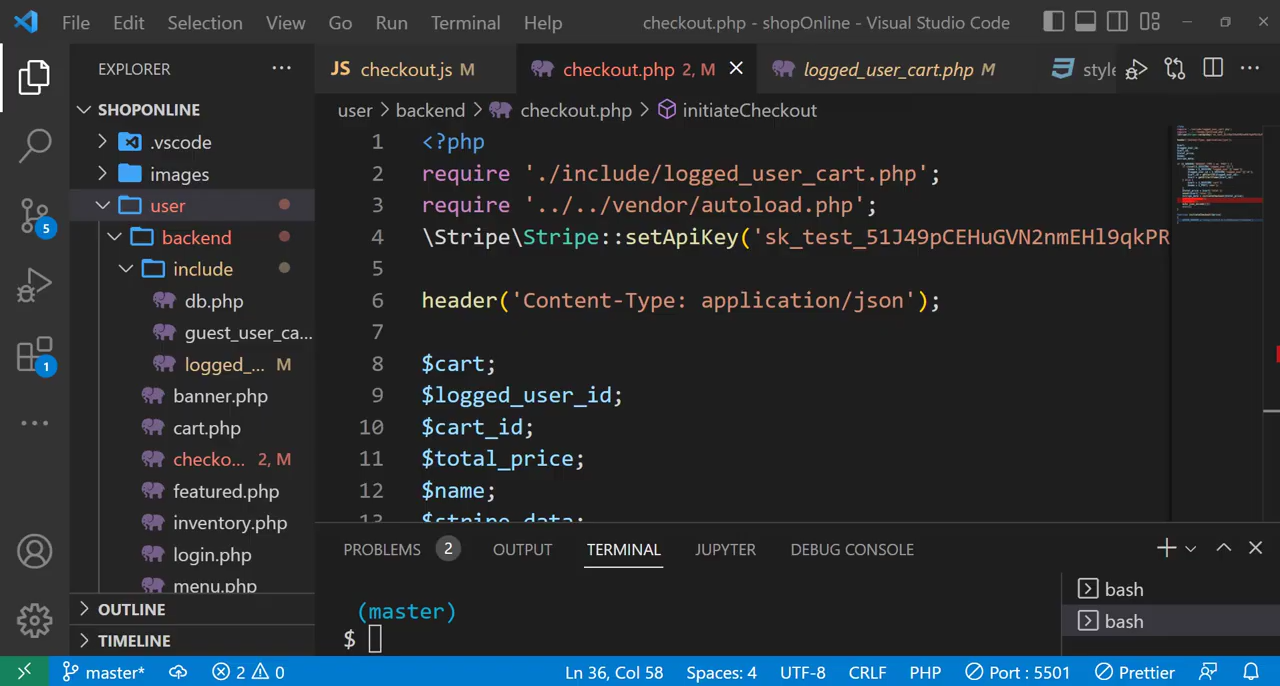 File Edit Selection View Go Run Terminal Help checkout.php - shopOnline - Visual Studio Code
EXPLORER
SHOPONLINE
.vscode
images
user
backend
include
db.php
guest_user_ca...
logged_... M
banner.php
cart.php
checko... 2, M
featured.php
inventory.php
login.php
menu.php
OUTLINE
TIMELINE
5
1
JS checkout.js M checkout.php 2, M logged_user_cart.php M style
user > backend > checkout.php > initiateCheckout
1 <?php
2 require './include/logged_user_cart.php';
3 require '../../vendor/autoload.php';
4 \Stripe\Stripe::setApiKey('sk_test_51J49pCEHuGVN2nmEHl9qkPR
5
6 header('Content-Type: application/json');
7
8 $cart;
9 $logged_user_id;
10 $cart_id;
11 $total_price;
12 $name;
13 $stripe_data;
PROBLEMS 2 OUTPUT TERMINAL JUPYTER DEBUG CONSOLE
(master)
$
bash
bash
master* 2 0 Ln 36, Col 58 Spaces: 4 UTF-8 CRLF PHP Port : 5501 Prettier